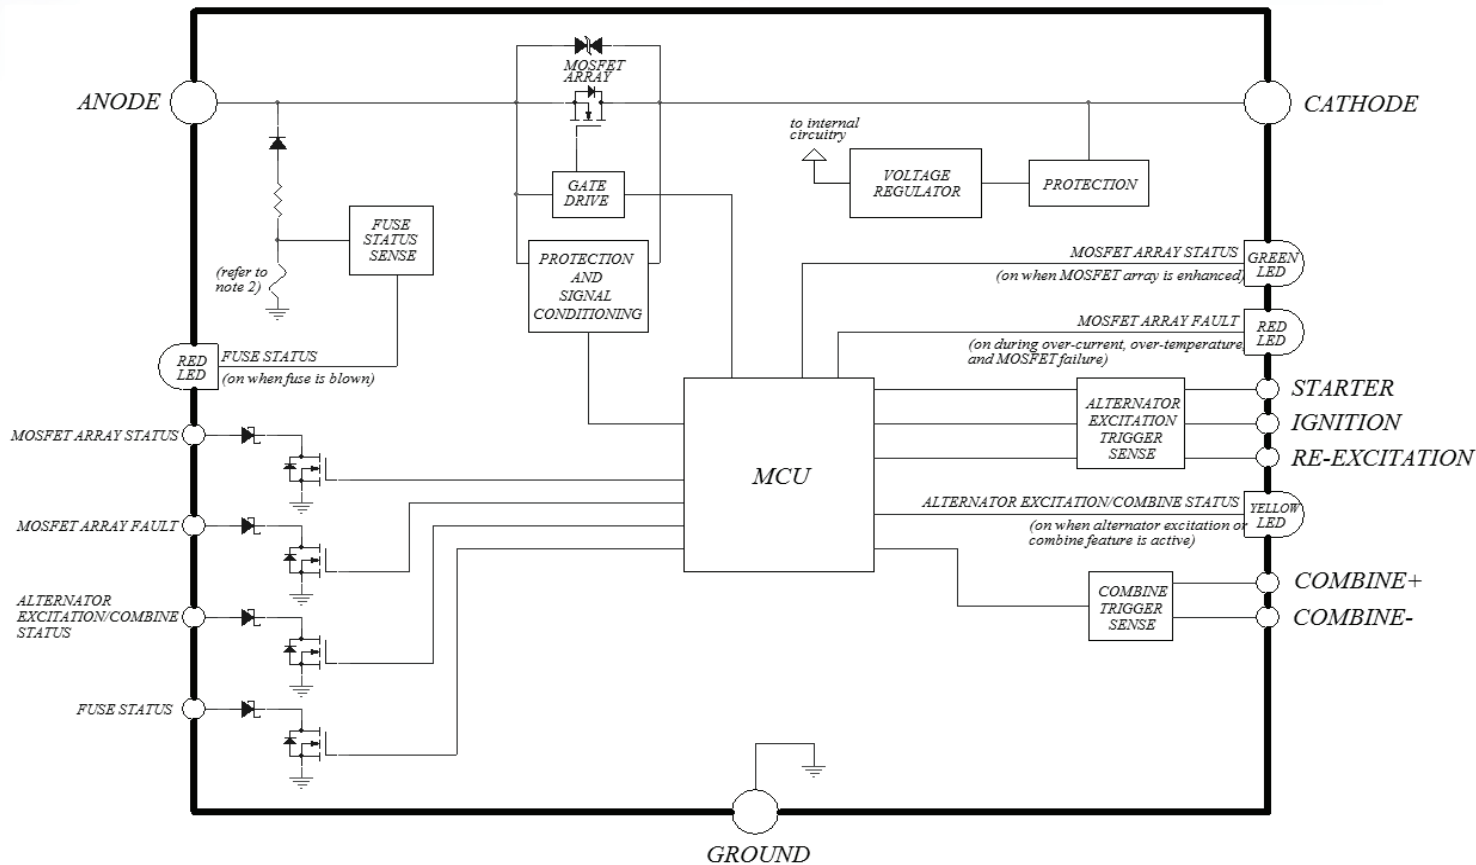 MOSFET
ARRAY
ANODE
CATHODE
to internal
circuitry
VOLTAGE
REGULATOR
PROTECTION
GATE
DRIVE
FUSE
STATUS
SENSE
(refer to
note 2)
PROTECTION
AND
SIGNAL
CONDITIONING
MOSFET ARRAY STATUS
(on when MOSFET array is enhanced)
GREEN
LED
MOSFET ARRAY FAULT
(on during over-current, over-temperature,
and MOSFET failure)
RED
LED
RED
LED
FUSE STATUS
(on when fuse is blown)
STARTER
IGNITION
RE-EXCITATION
ALTERNATOR
EXCITATION
TRIGGER
SENSE
MCU
MOSFET ARRAY STATUS
MOSFET ARRAY FAULT
ALTERNATOR
EXCITATION/COMBINE
STATUS
FUSE STATUS
ALTERNATOR EXCITATION/COMBINE STATUS
(on when alternator excitation or
combine feature is active)
YELLOW
LED
COMBINE
TRIGGER
SENSE
COMBINE+
COMBINE-
GROUND